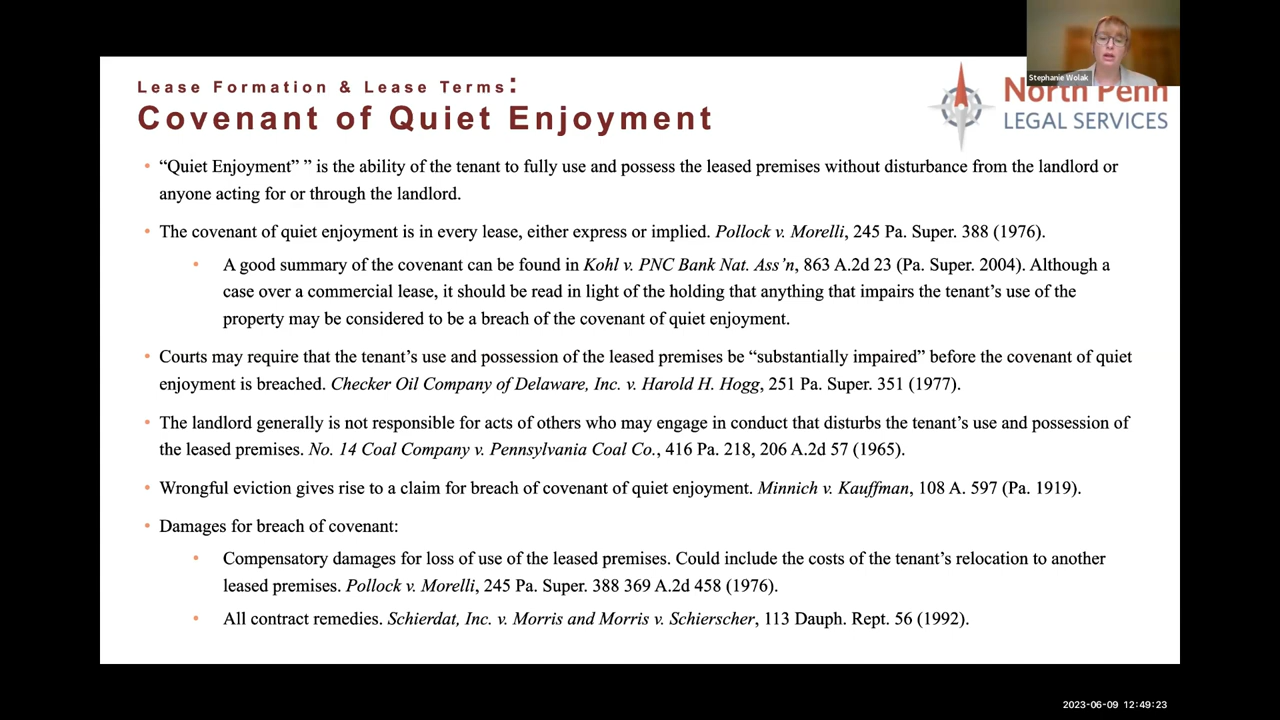 Stephanie Wolak
Lease Formation & Lease Terms:
Covenant of Quiet Enjoyment
North Penn
LEGAL SERVICES
• “Quiet Enjoyment” ” is the ability of the tenant to fully use and possess the leased premises without disturbance from the landlord or
anyone acting for or through the landlord.
• The covenant of quiet enjoyment is in every lease, either express or implied. Pollock v. Morelli, 245 Pa. Super. 388 (1976).
• A good summary of the covenant can be found in Kohl v. PNC Bank Nat. Ass’n, 863 A.2d 23 (Pa. Super. 2004). Although a
case over a commercial lease, it should be read in light of the holding that anything that impairs the tenant’s use of the
property may be considered to be a breach of the covenant of quiet enjoyment.
• Courts may require that the tenant’s use and possession of the leased premises be “substantially impaired” before the covenant of quiet
enjoyment is breached. Checker Oil Company of Delaware, Inc. v. Harold H. Hogg, 251 Pa. Super. 351 (1977).
• The landlord generally is not responsible for acts of others who may engage in conduct that disturbs the tenant’s use and possession of
the leased premises. No. 14 Coal Company v. Pennsylvania Coal Co., 416 Pa. 218, 206 A.2d 57 (1965).
• Wrongful eviction gives rise to a claim for breach of covenant of quiet enjoyment. Minnich v. Kauffman, 108 A. 597 (Pa. 1919).
• Damages for breach of covenant:
• Compensatory damages for loss of use of the leased premises. Could include the costs of the tenant’s relocation to another
leased premises. Pollock v. Morelli, 245 Pa. Super. 388 369 A.2d 458 (1976).
• All contract remedies. Schierdat, Inc. v. Morris and Morris v. Schierscher, 113 Dauph. Rept. 56 (1992).
2023-06-09 12:49:23